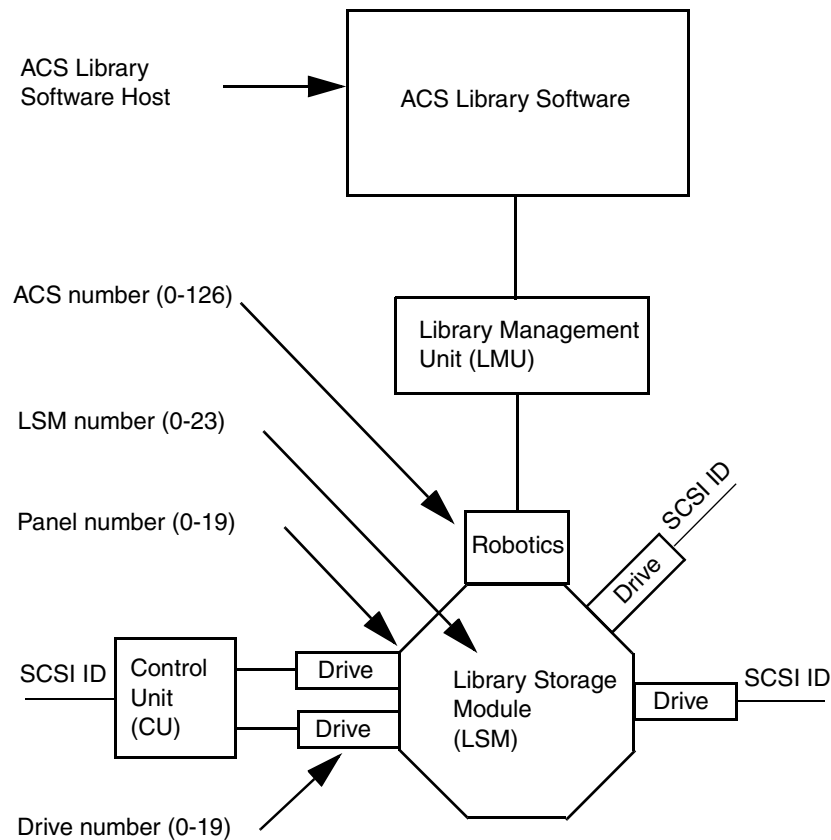 ACS Library
Software Host
ACS Library Software
ACS number (0-126)
Library Management
Unit (LMU)
LSM number (0-23)
SCSI ID
Panel number (0-19)
Robotics
Drive
SCSI ID
Control
Unit
(CU)
Drive
Drive
Library Storage
Module
(LSM)
Drive
SCSI ID
Drive number (0-19)